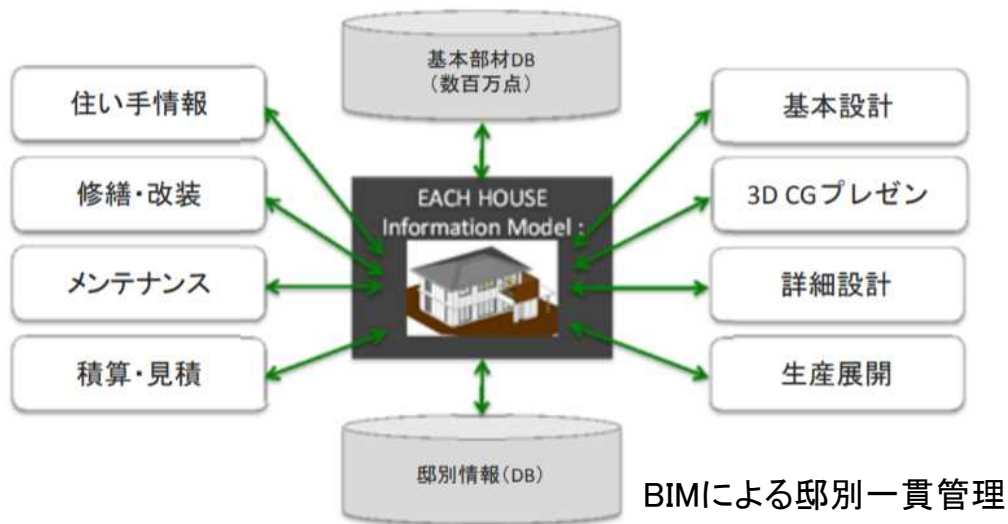 基本部材DB
（数百万点）
住い手情報
修繕・改装
メンテナンス
積算・見積
EACH HOUSE
Information Model :
基本設計
3D CGプレゼン
詳細設計
生産展開
邸別情報（DB）
BIMによる邸別一貫管理